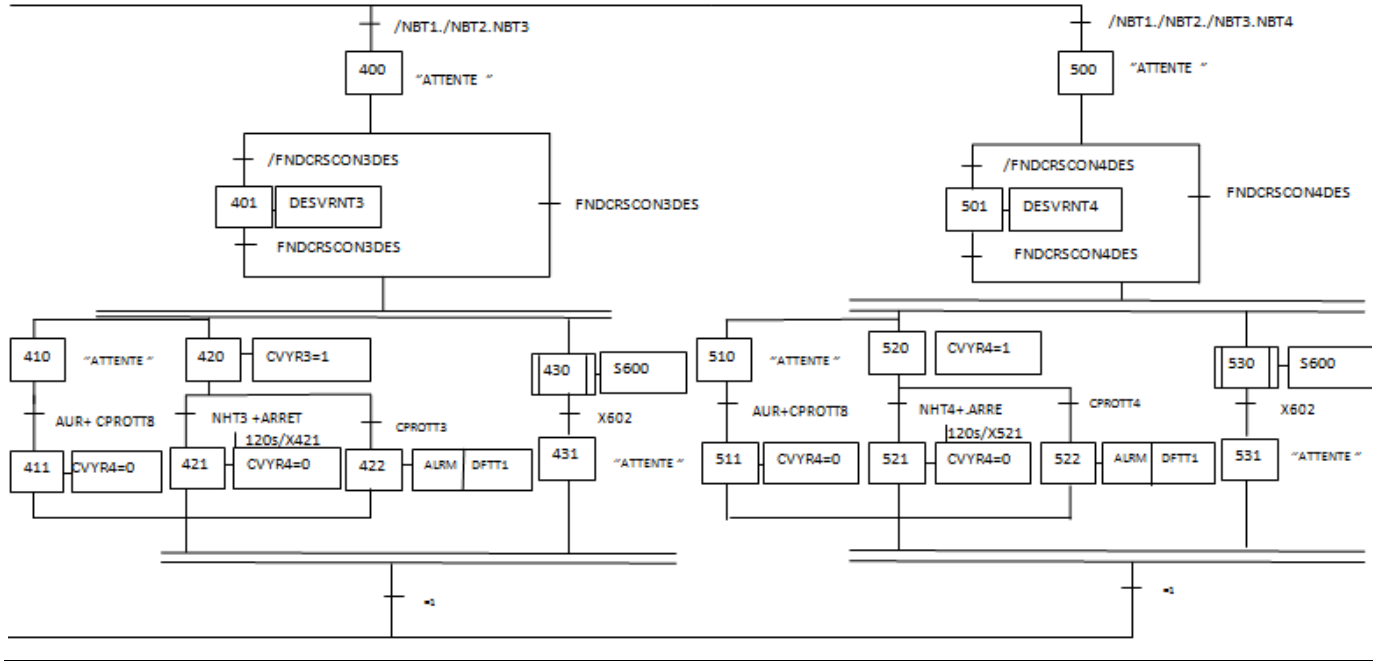 /NBT1./NBT2.NBT3
/NBT1./NBT2./NBT3.NBT4
400
"ATTENTE "
500
"ATTENTE "
/FNDCRSCON3DES
401
DESVRNT3
FNDCRSCON3DES
FNDCRSCON3DES
/FNDCRSCON4DES
501
DESVRNT4
FNDCRSCON4DES
FNDCRSCON4DES
410
"ATTENTE "
420
CVYR3=1
430
S600
510
"ATTENTE "
520
CVYR4=1
530
S600
AUR+ CPROTT8
NHT3 +ARRET
CPROTT3
X602
AUR+CPROTT8
NHT4+.ARRE
CPROTT4
X602
411
CVYR4=0
421
120s/X421
CVYR4=0
422
ALRM
DFTT1
431
"ATTENTE "
511
CVYR4=0
521
120s/X521
CVYR4=0
522
ALRM
DFTT1
531
"ATTENTE "
=1
=1